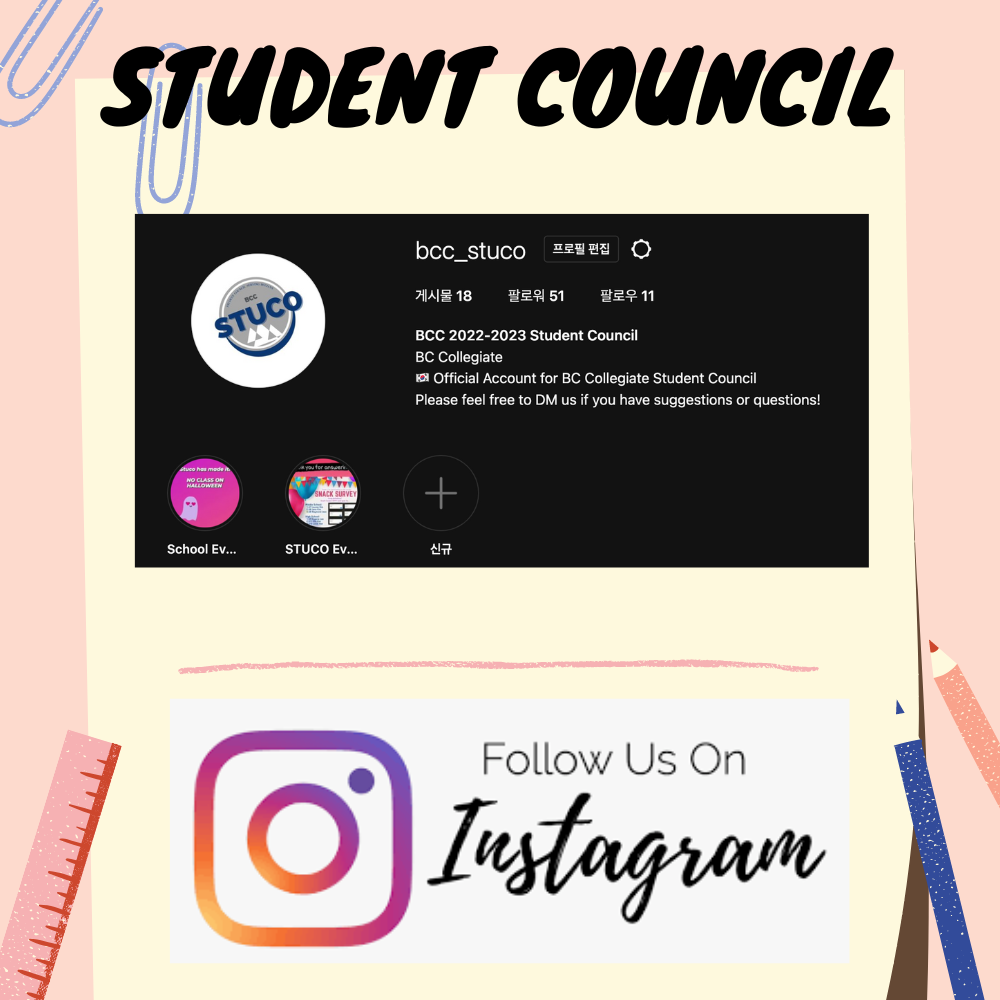 STUDENT COUNCIL
bcc_stuco 프로필 편집
게시물 18 팔로워 51 팔로우 11
BCC 2022-2023 Student Council
BC Collegiate
🇰🇷 Official Account for BC Collegiate Student Council
Please feel free to DM us if you have suggestions or questions!
BCC
STUCO
Stuco has made it
NO CLASS ON
HALLOWEEN
you for answeri
SNACK SURVEY
School Ev... STUCO Ev... 신규
Follow Us On
Instagram